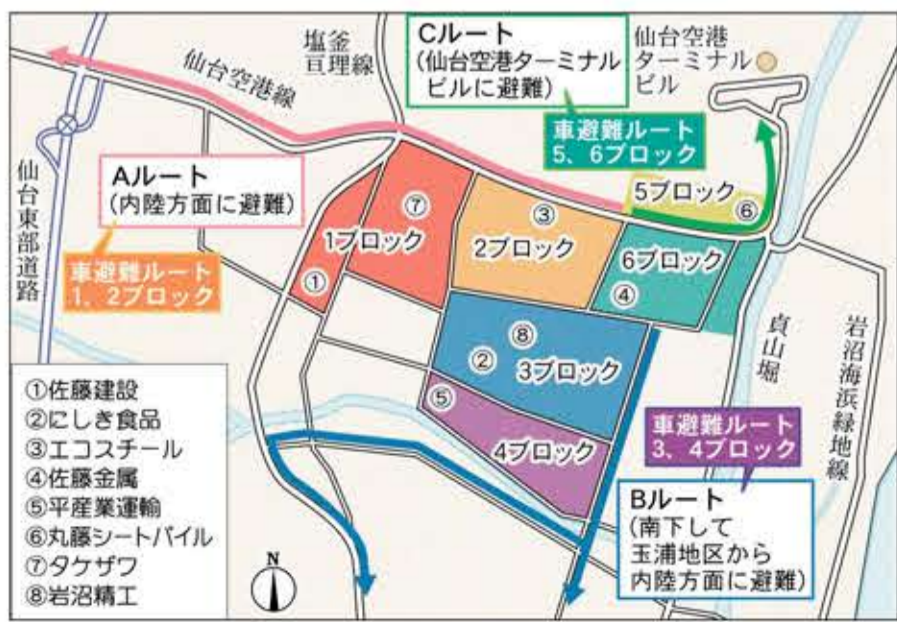 塩釜
亘理線
仙台空港線
Cルート
(仙台空港ターミナル
ビルに避難)
仙台空港
ターミナル
ビル
車避難ルート
5、6ブロック
仙台東部道路
Aルート
(内陸方面に避難)
車避難ルート
1、2ブロック
5ブロック
⑥
⑦
1ブロック
①
③
2ブロック
6ブロック
④
⑧
②
3ブロック
⑤
4ブロック
貞山堀
岩沼海浜緑地線
車避難ルート
3、4ブロック
Bルート
(南下して
玉浦地区から
内陸方面に避難)
①佐藤建設
②にしき食品
③エコスチール
④佐藤金属
⑤平産業運輸
⑥丸藤シートパイル
⑦タケザワ
⑧岩沼精工
N